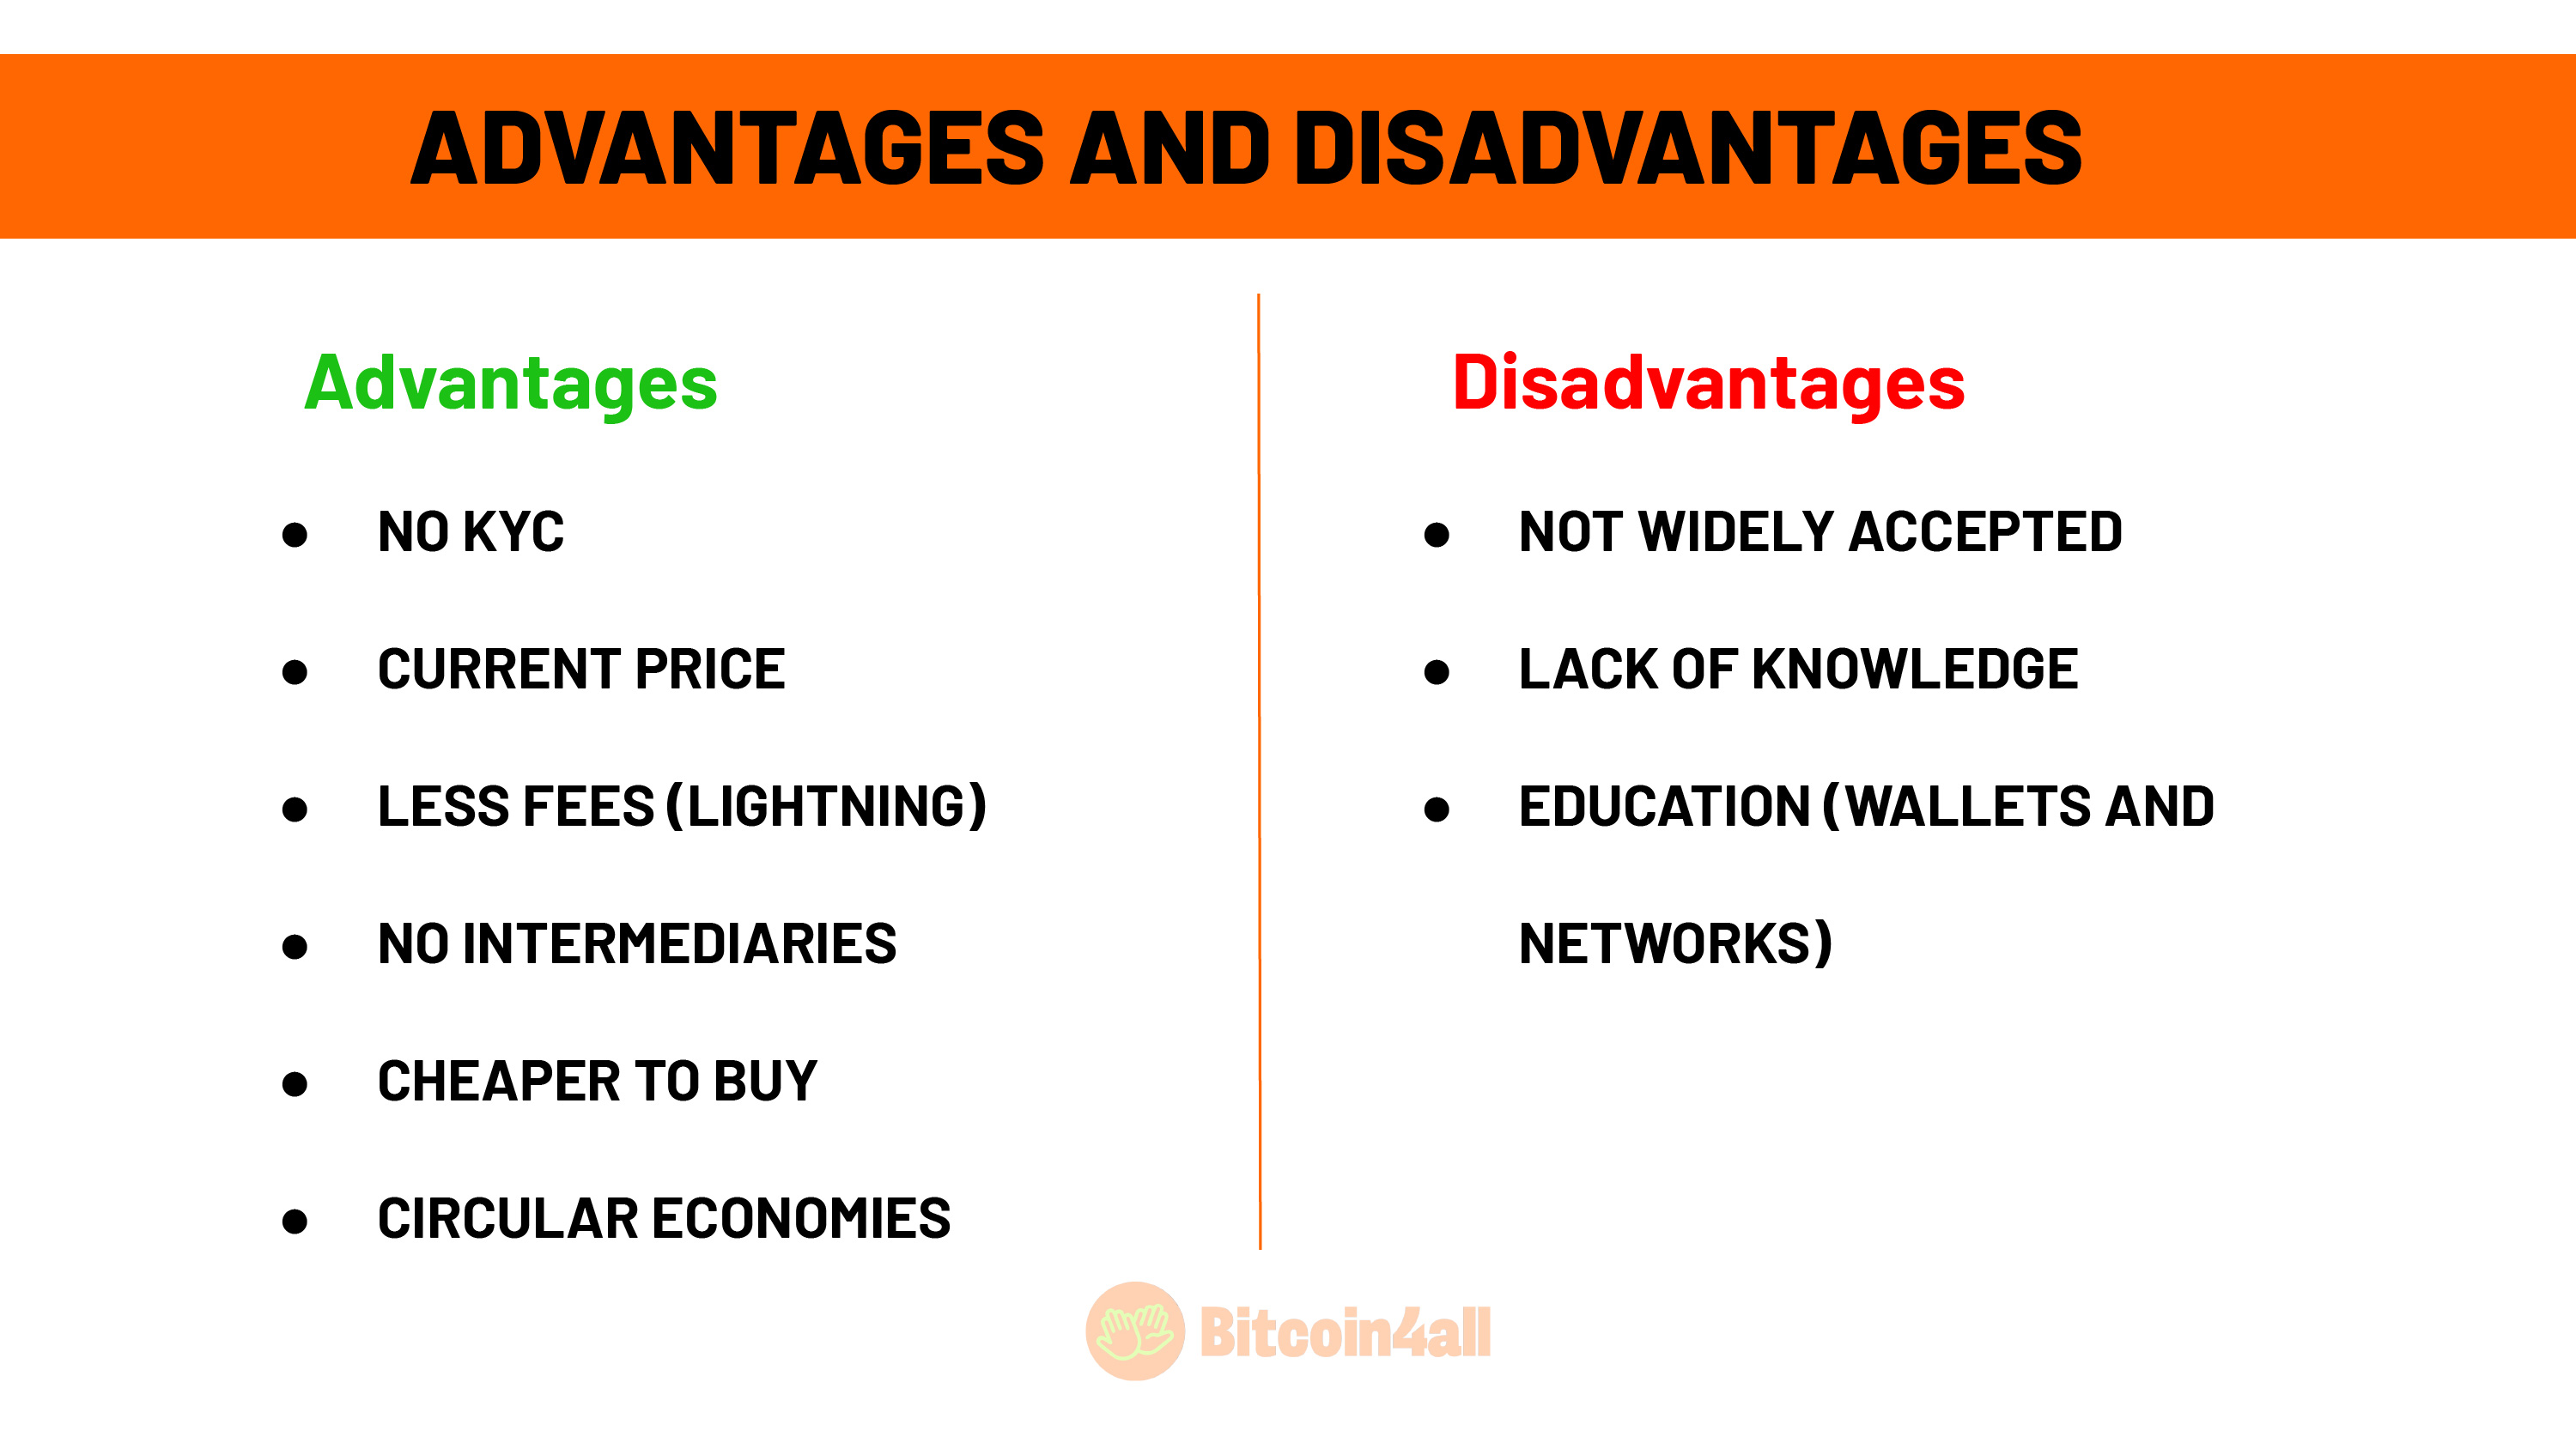 ADVANTAGES AND DISADVANTAGES
Advantages
● NO KYC
● CURRENT PRICE
● LESS FEES (LIGHTNING)
● NO INTERMEDIARIES
● CHEAPER TO BUY
● CIRCULAR ECONOMIES
Disadvantages
● NOT WIDELY ACCEPTED
● LACK OF KNOWLEDGE
● EDUCATION (WALLETS AND
NETWORKS)
Bitcoin4all